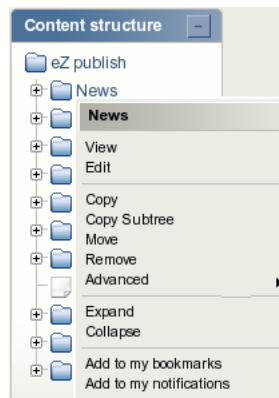 Content structure
eZ publish
News
News
View
Edit
Copy
Copy Subtree
Move
Remove
Advanced
Expand
Collapse
Add to my bookmarks
Add to my notifications